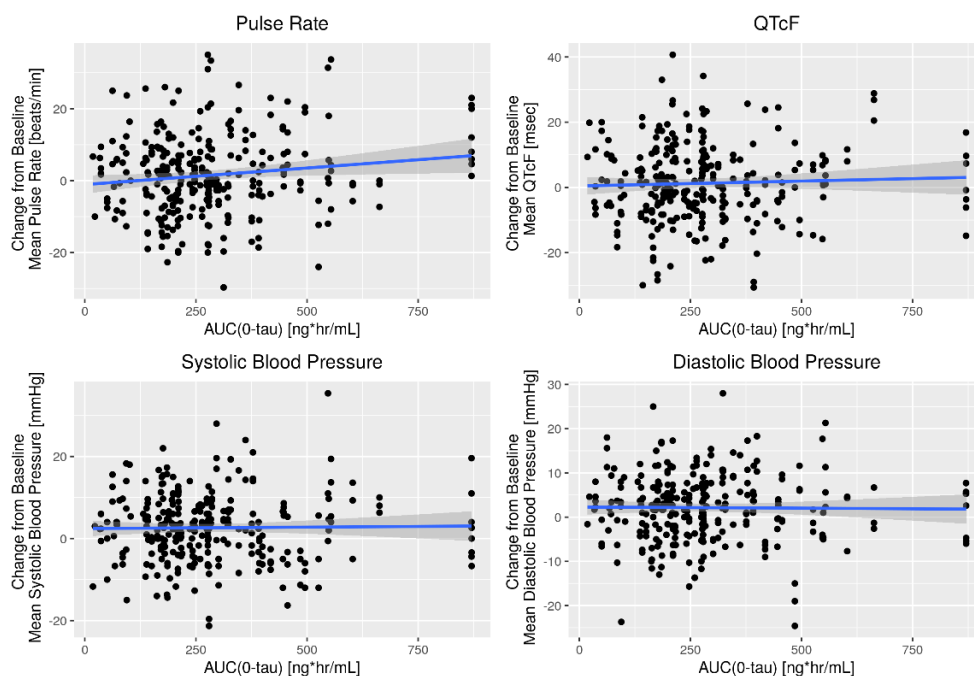 Pulse Rate
Change from Baseline
Mean Pulse Rate [beats/min]
20
0
-20
0
250
500
750
AUC(0-tau) [ng*hr/mL]
QTcF
Change from Baseline
Mean QTcF [msec]
40
20
0
-20
0
250
500
750
AUC(0-tau) [ng*hr/mL]
Systolic Blood Pressure
Change from Baseline
Mean Systolic Blood Pressure [mmHg]
20
0
-20
0
250
500
750
AUC(0-tau) [ng*hr/mL]
Diastolic Blood Pressure
Change from Baseline
Mean Diastolic Blood Pressure [mmHg]
30
20
10
0
-10
-20
0
250
500
750
AUC(0-tau) [ng*hr/mL]